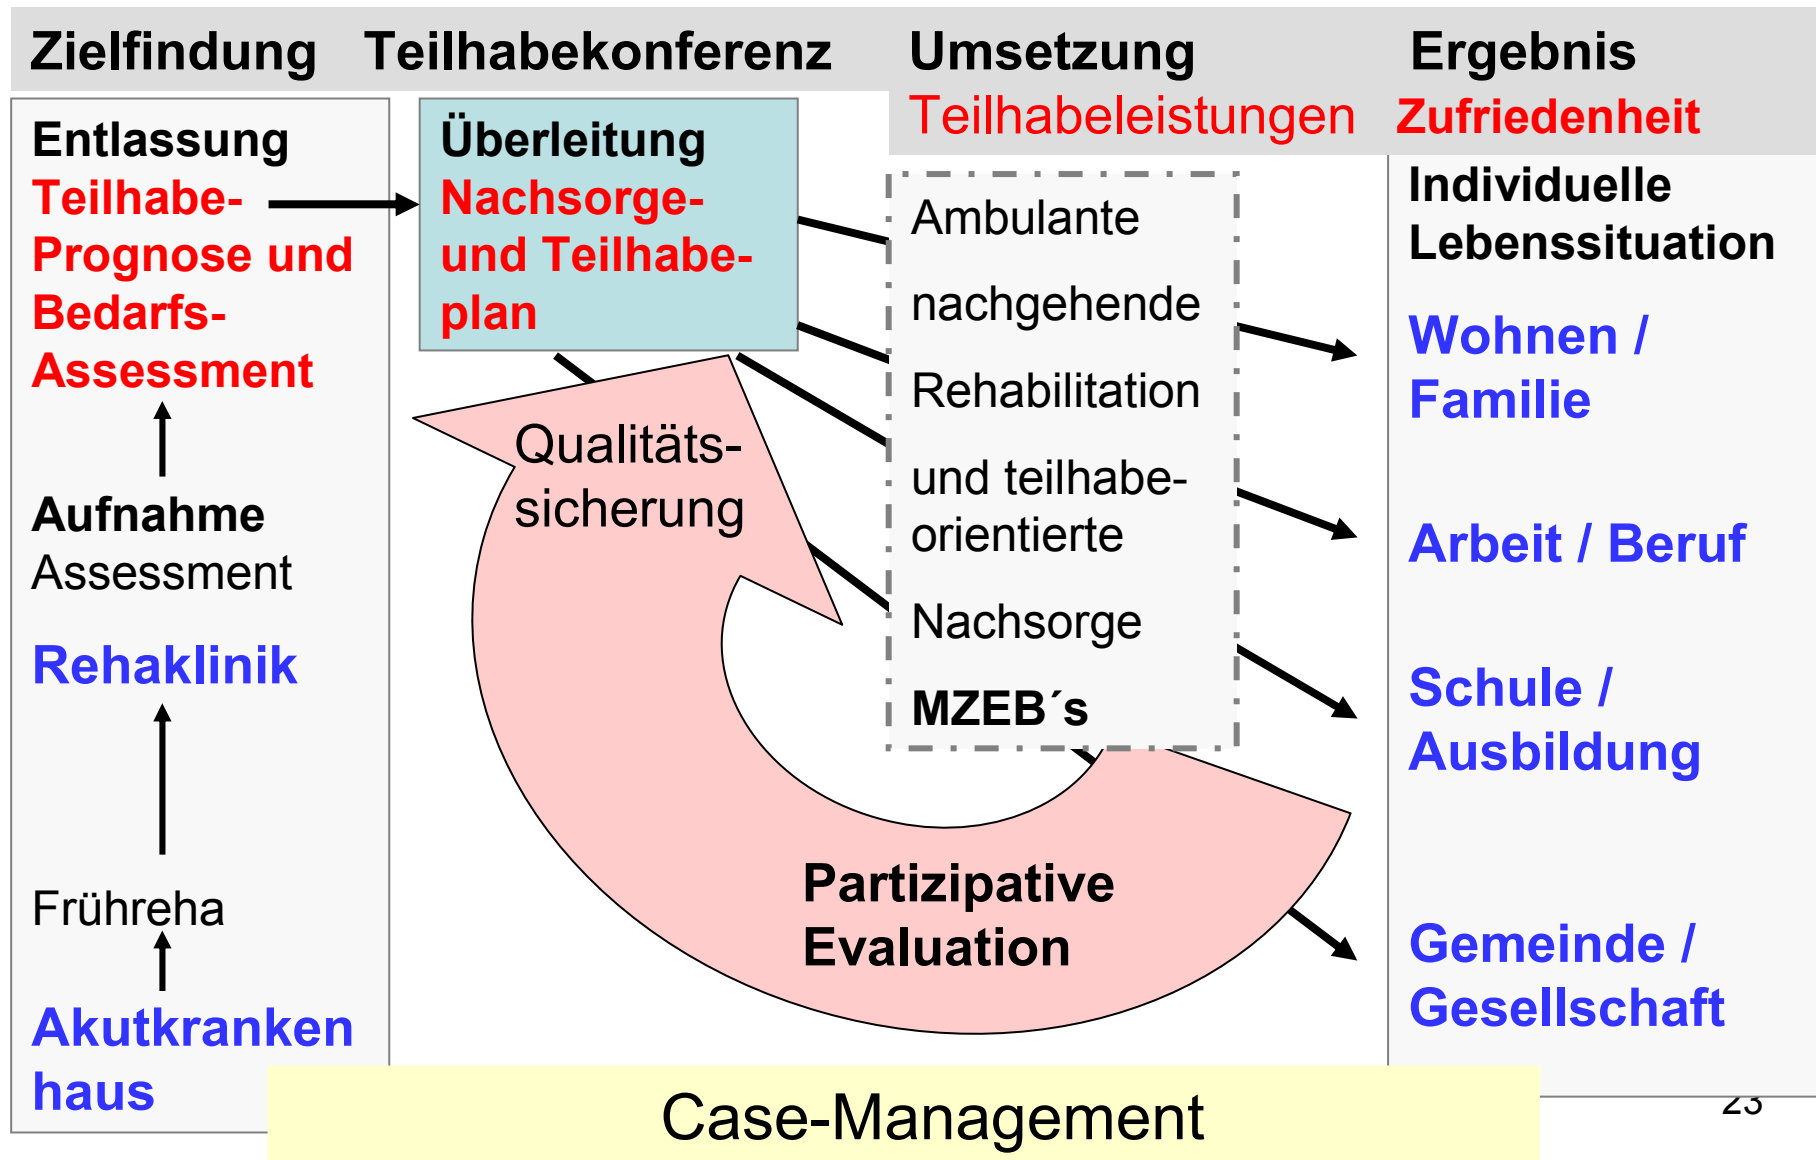 Zielfindung Teilhabekonferenz Umsetzung Ergebnis
Teilhabeleistungen Zufriedenheit
Entlassung
Teilhabe-
Prognose und
Bedarfs-
Assessment
Aufnahme
Assessment
Rehaklinik
Frühreha
Akutkranken
haus
Überleitung
Nachsorge-
und Teilhabe-
plan
Qualitäts-
sicherung
Partizipative
Evaluation
Ambulante
nachgehende
Rehabilitation
und teilhabe-
orientierte
Nachsorge
MZEB´s
Individuelle
Lebenssituation
Wohnen /
Familie
Arbeit / Beruf
Schule /
Ausbildung
Gemeinde /
Gesellschaft
Case-Management
23